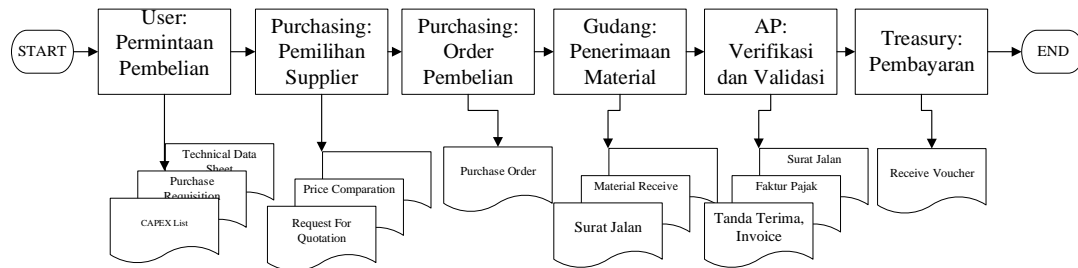 START
User:
Permintaan
Pembelian
Purchasing:
Pemilihan
Supplier
Purchasing:
Order
Pembelian
Gudang:
Penerimaan
Material
AP:
Verifikasi
dan Validasi
Treasury:
Pembayaran
END
Technical Data
Sheet
Purchase
Requisition
CAPEX List
Price Comparation
Request For
Quotation
Purchase Order
Material Receive
Surat Jalan
Surat Jalan
Faktur Pajak
Tanda Terima,
Invoice
Receive Voucher